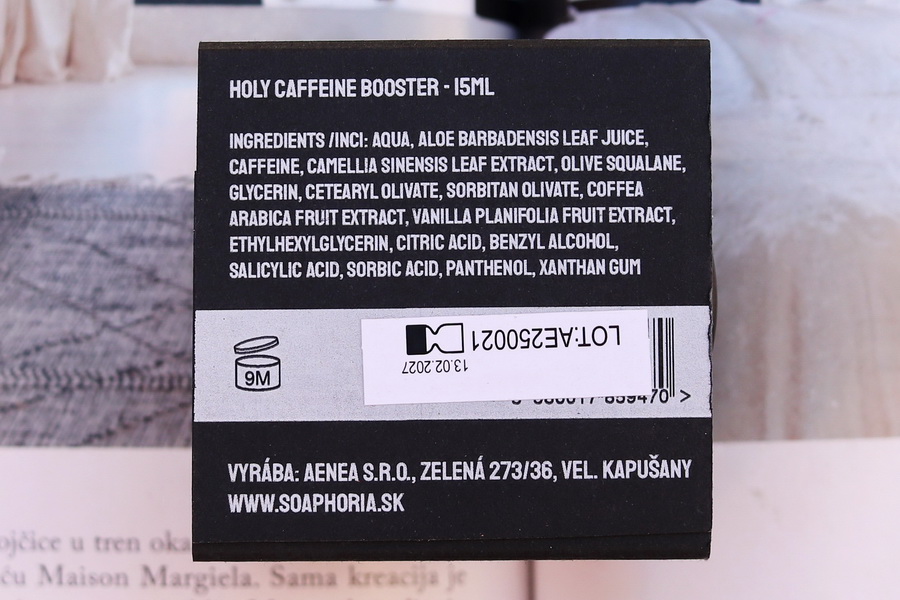 HOLY CAFFEINE BOOSTER - 15ML
INGREDIENTS /INCI: AQUA, ALOE BARBADENSIS LEAF JUICE,
CAFFEINE, CAMELLIA SINENSIS LEAF EXTRACT, OLIVE SQUALANE,
GLYCERIN, CETEARYL OLIVATE, SORBITAN OLIVATE, COFFEA
ARABICA FRUIT EXTRACT, VANILLA PLANIFOLIA FRUIT EXTRACT,
ETHYLHEXYLGLYCERIN, CITRIC ACID, BENZYL ALCOHOL,
SALICYLIC ACID, SORBIC ACID, PANTHENOL, XANTHAN GUM
9M
LOT:AE250021
13.02.2027
859470 >
VYRÁBA: AENEA S.R.O., ZELENÁ 273/36, VEL. KAPUŠANY
WWW.SOAPHORIA.SK
u tren oka
Maison Margiela. Sama kreacija je